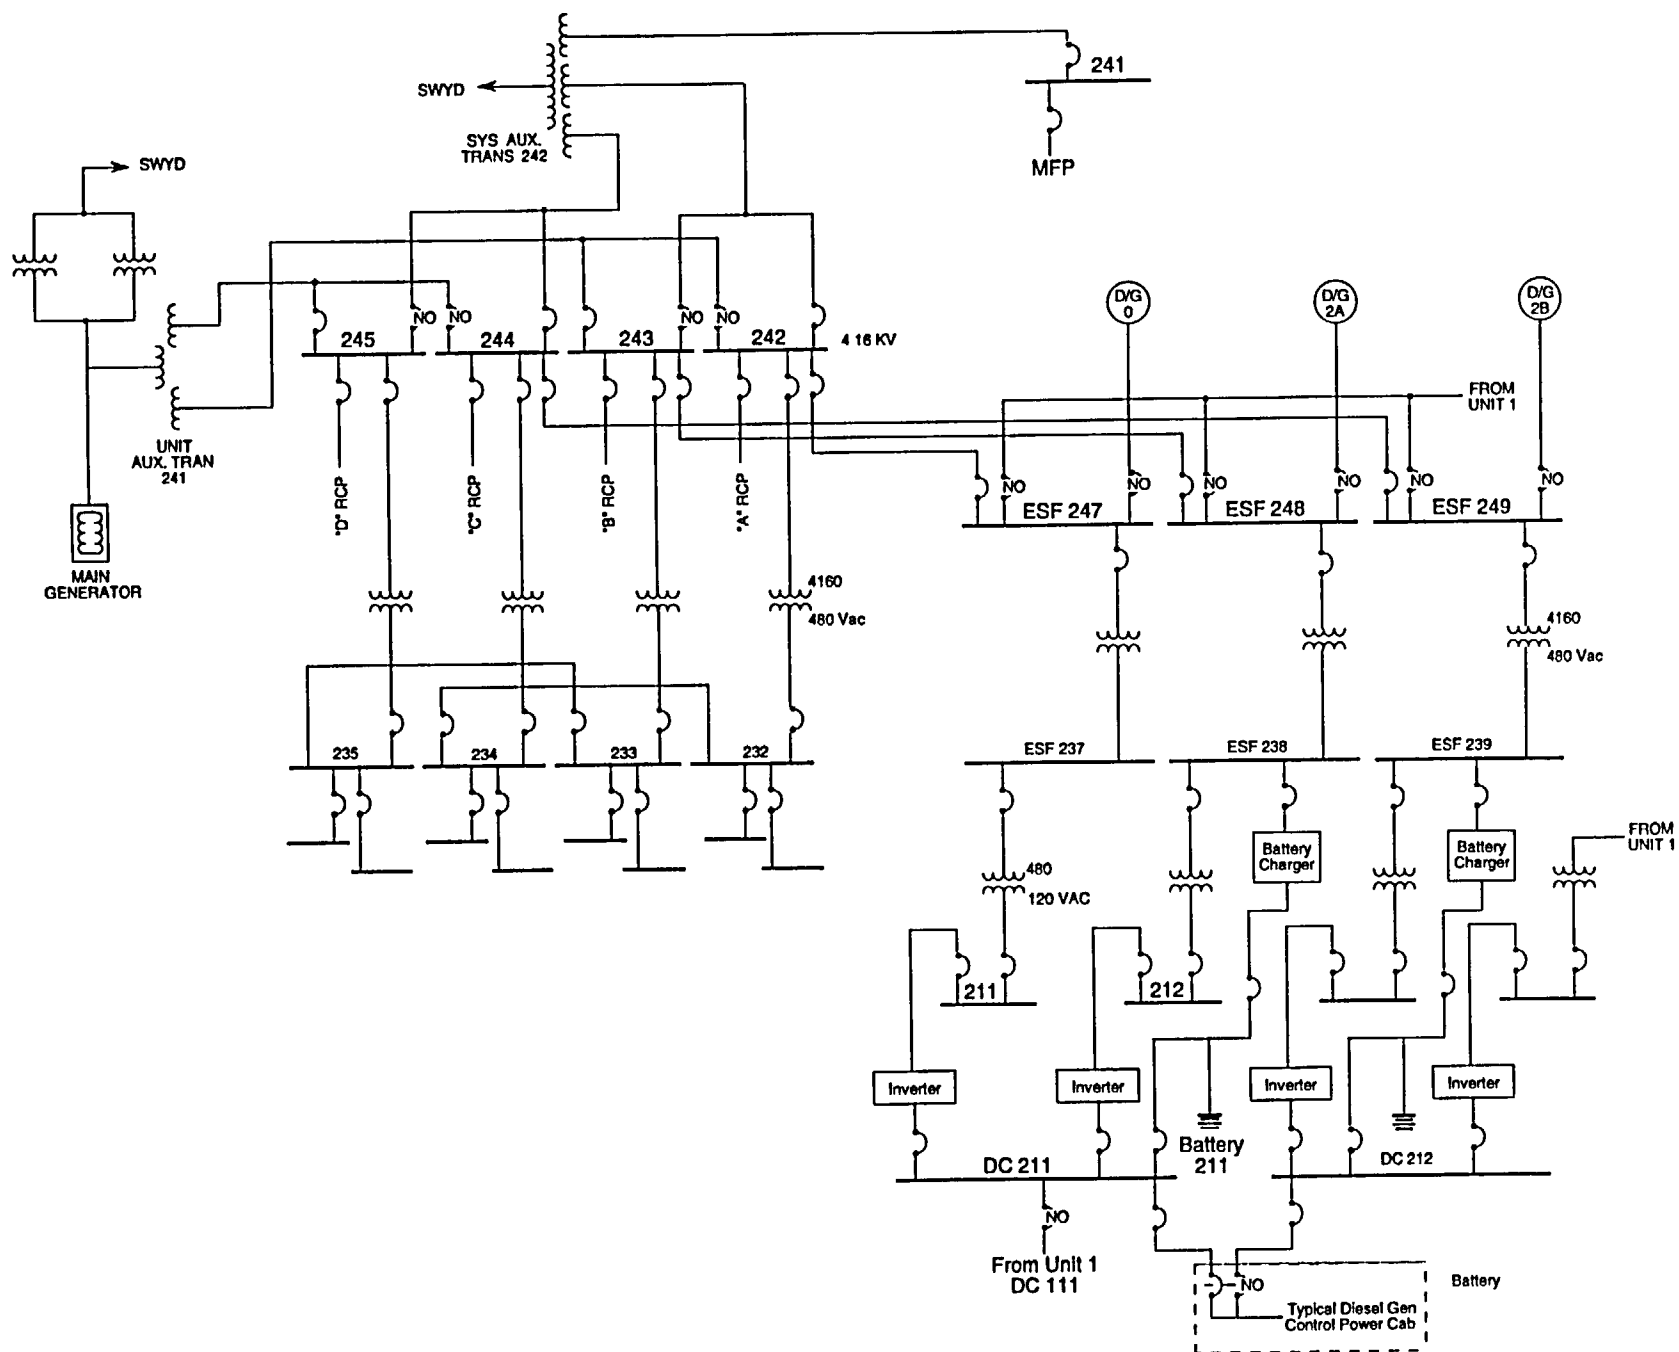 241
SWYD
SYS AUX.
TRANS 242
MFP
SWYD
D/G
0
D/G
2A
D/G
2B
NO
NO
NO
NO
245
244
243
242
4 16 KV
UNIT
AUX. TRAN
241
FROM
UNIT 1
"D" RCP
"C" RCP
"B" RCP
"A" RCP
NO
NO
NO
NO
NO
NO
ESF 247
ESF 248
ESF 249
MAIN
GENERATOR
4160
480 Vac
4160
480 Vac
235
234
233
232
ESF 237
ESF 238
ESF 239
Battery
Charger
Battery
Charger
FROM
UNIT 1
480
120 VAC
211
212
Inverter
Inverter
Inverter
Inverter
Battery
211
DC 211
DC 212
NO
From Unit 1
DC 111
NO
Battery
Typical Diesel Gen
Control Power Cab